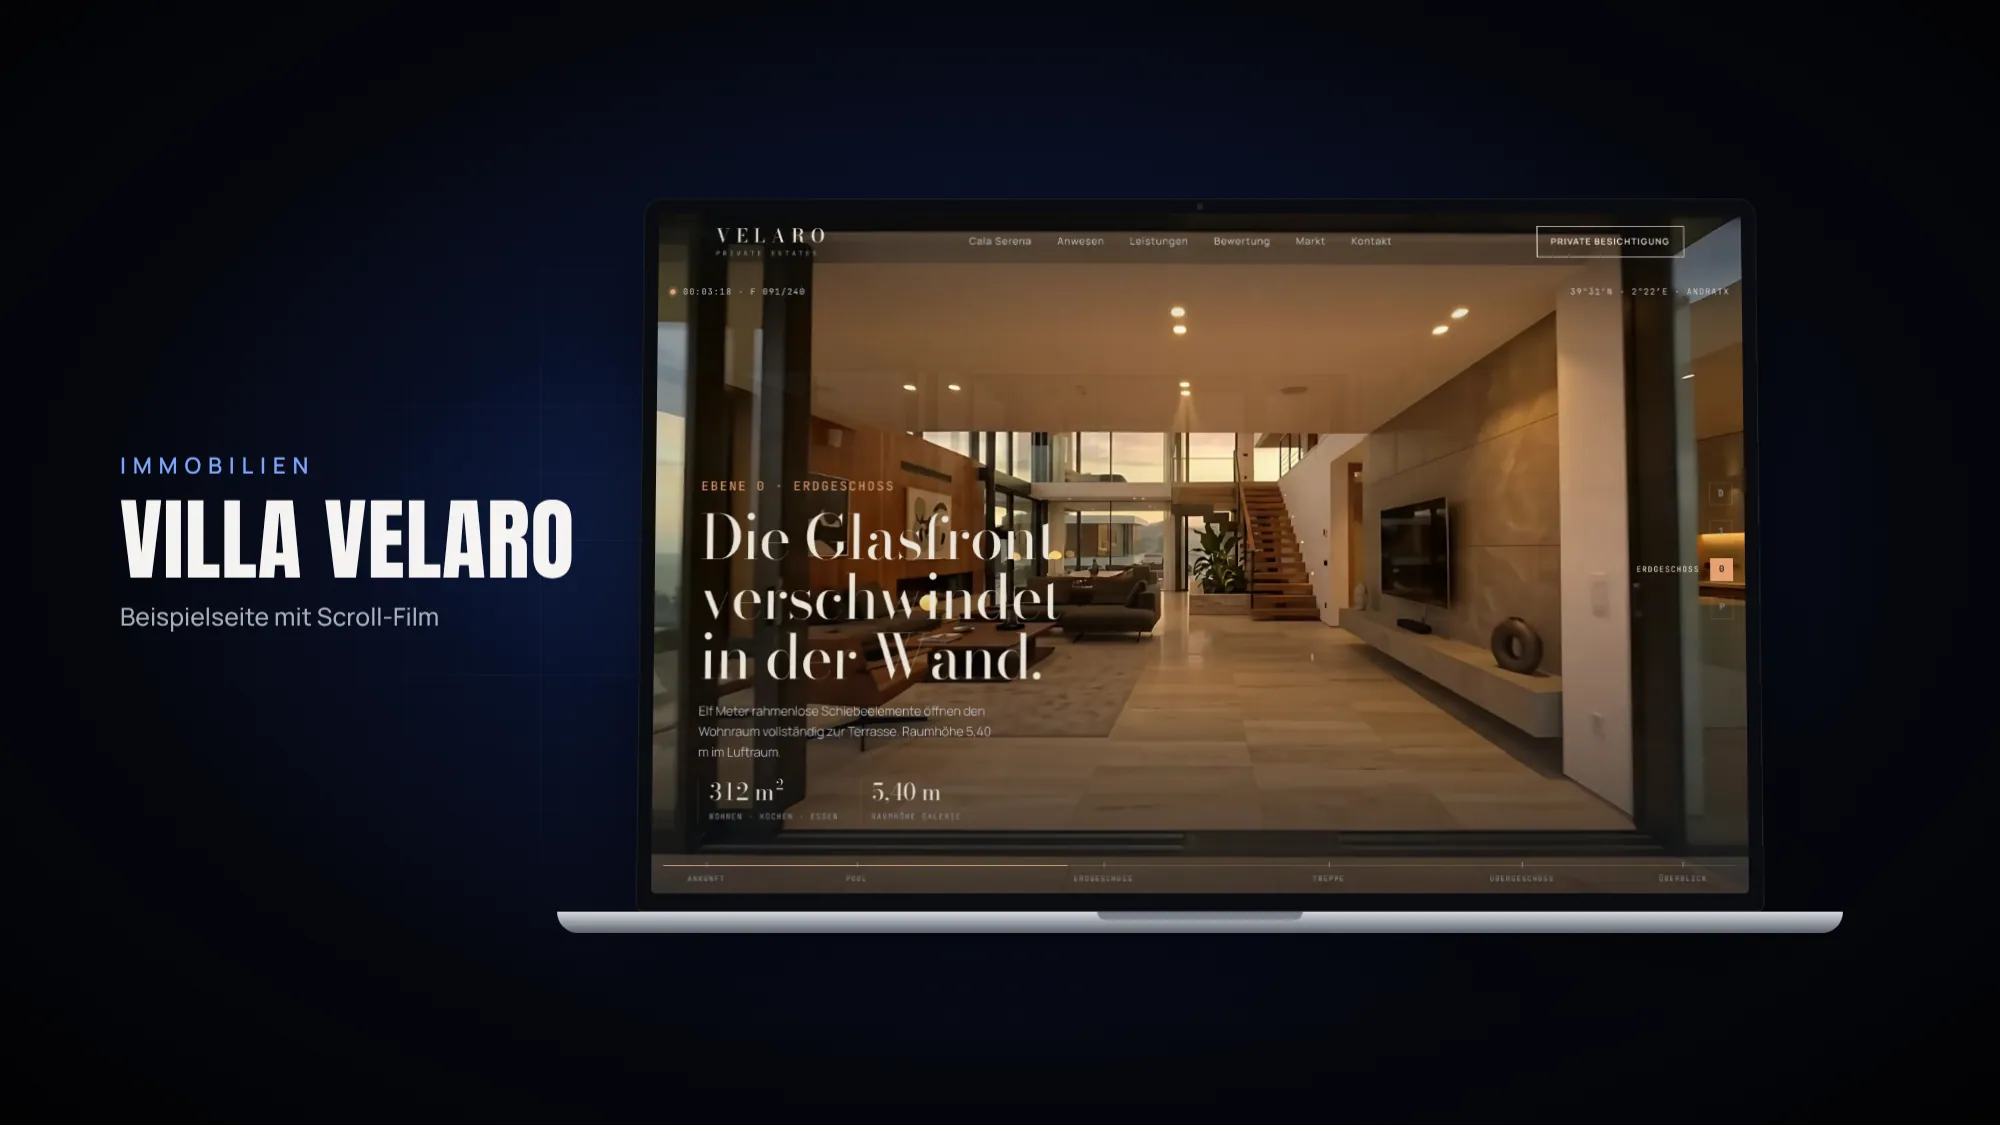 IMMOBILIEN
VILLA VELARO
Beispielseite mit Scroll-Film
VELARO
PRIVATE ESTATES
Cala Serena Anwesen Leistungen Bewertung Markt Kontakt
PRIVATE BESICHTIGUNG
00:03:18 · F 091/240
39°31'N · 2°22'E · ANDRATX
EBENE 0 · ERDGESCHOSS
Die Glasfront
verschwindet
in der Wand.
Elf Meter rahmenlose Schiebeelemente öffnen den
Wohnraum vollständig zur Terrasse. Raumhöhe 5,40
m im Luftraum.
312 m² 5,40 m
WOHNEN · KOCHEN · ESSEN RAUMHÖHE GALERIE
D
1
ERDGESCHOSS 0
P
ANKUNFT POOL ERDGESCHOSS TREPPE OBERGESCHOSS ÜBERBLICK